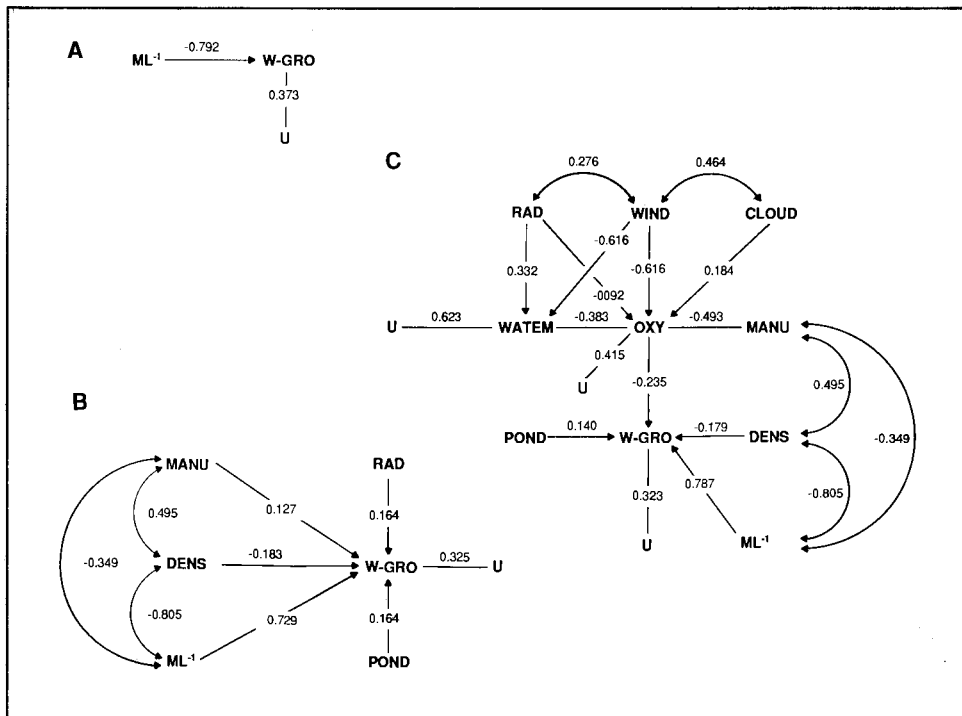 A
ML⁻¹ -0.792 W-GRO
0.373
U
C
0.276 0.464
RAD WIND CLOUD
-0.616
0.332 -0.616 0.184
-0092
U 0.623 WATEM -0.383 OXY -0.493 MANU
0.415
U
-0.235
0.495
-0.349
POND 0.140 W-GRO -0.179 DENS
0.787
-0.805
0.323
U
ML⁻¹
B
MANU
RAD
0.127
0.164
0.495
-0.349
DENS -0.183 W-GRO 0.325 U
-0.805
0.729
0.164
ML⁻¹
POND